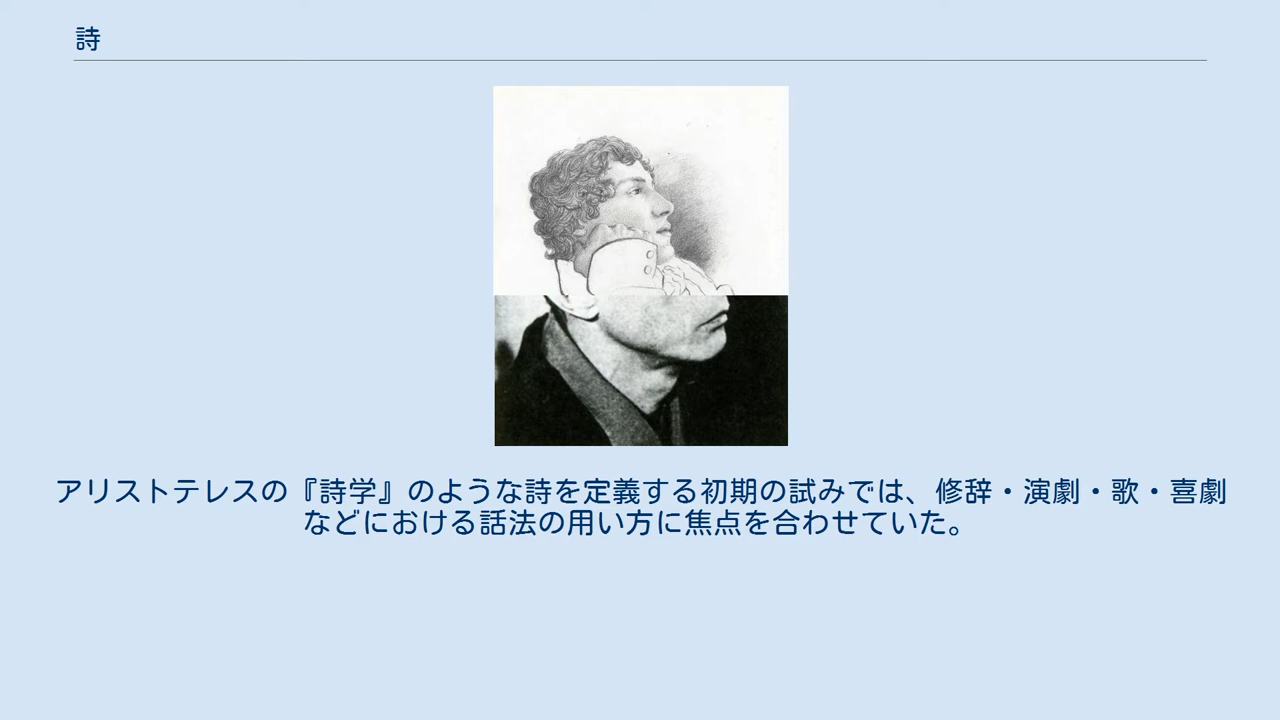 詩
アリストテレスの『詩学』のような詩を定義する初期の試みでは、修辞・演劇・歌・喜劇
などにおける話法の用い方に焦点を合わせていた。